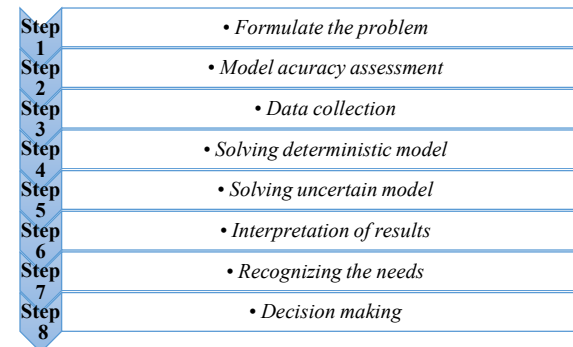 Step
1
• Formulate the problem
Step
2
• Model acuracy assessment
Step
3
• Data collection
Step
4
• Solving deterministic model
Step
5
• Solving uncertain model
Step
6
• Interpretation of results
Step
7
• Recognizing the needs
Step
8
• Decision making